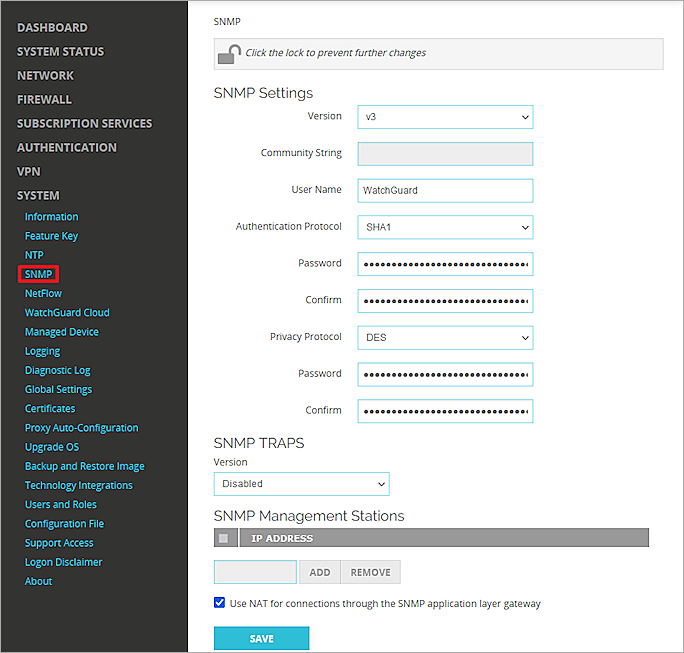 DASHBOARD
SYSTEM STATUS
NETWORK
FIREWALL
SUBSCRIPTION SERVICES
AUTHENTICATION
VPN
SYSTEM
Information
Feature Key
NTP
SNMP
NetFlow
WatchGuard Cloud
Managed Device
Logging
Diagnostic Log
Global Settings
Certificates
Proxy Auto-Configuration
Upgrade OS
Backup and Restore Image
Technology Integrations
Users and Roles
Configuration File
Support Access
Logon Disclaimer
About
SNMP
Click the lock to prevent further changes
SNMP Settings
Version v3
Community String
User Name WatchGuard
Authentication Protocol SHA1
Password ••••••••••••••••••••••••••••
Confirm ••••••••••••••••••••••••••••
Privacy Protocol DES
Password ••••••••••••••••••••••••••••
Confirm ••••••••••••••••••••••••••••
SNMP TRAPS
Version
Disabled
SNMP Management Stations
IP ADDRESS
ADD REMOVE
Use NAT for connections through the SNMP application layer gateway
SAVE